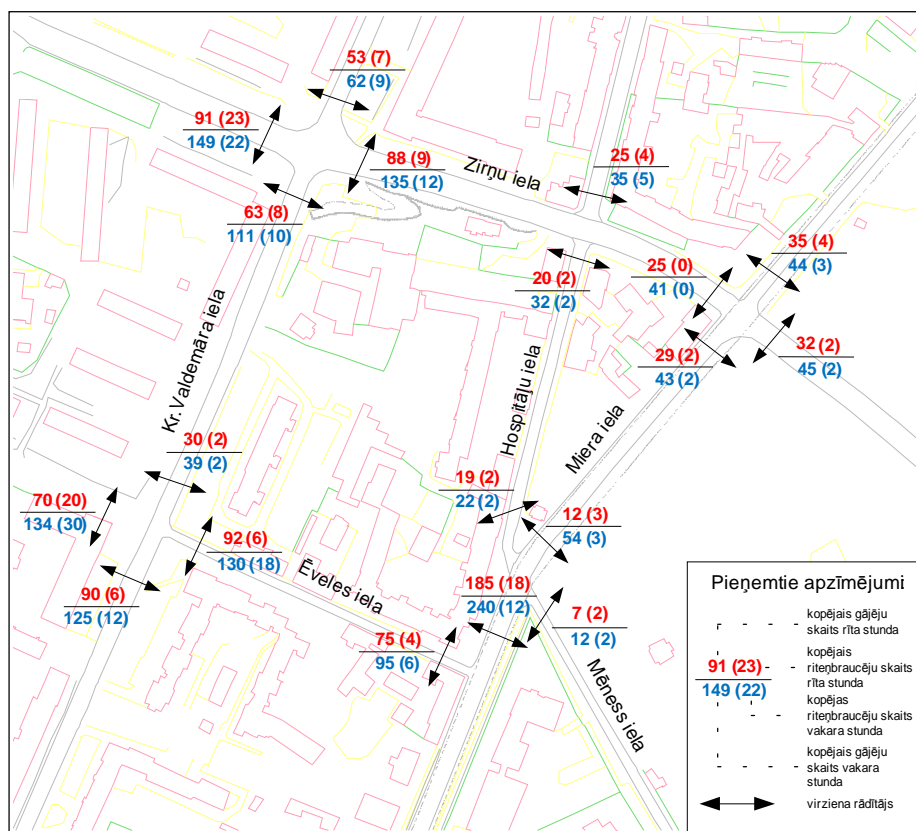 53 (7)
62 (9)
91 (23)
149 (22)
88 (9)
135 (12)
Zirņu iela
25 (4)
35 (5)
63 (8)
111 (10)
35 (4)
44 (3)
20 (2)
32 (2)
25 (0)
41 (0)
32 (2)
45 (2)
29 (2)
43 (2)
Kr.Valdemāra iela
Hospitāļu iela
Miera iela
30 (2)
39 (2)
70 (20)
134 (30)
19 (2)
22 (2)
12 (3)
54 (3)
92 (6)
130 (18)
Ēveles iela
90 (6)
125 (12)
185 (18)
240 (12)
7 (2)
12 (2)
75 (4)
95 (6)
Mēness iela
Pieņemtie apzīmējumi:
kopējais gājēju
skaits rīta stunda
kopējais
riteņbraucēju skaits
rīta stunda
91 (23)
149 (22)
kopējas
riteņbraucēju skaits
vakara stunda
kopējais gājēju
skaits vakara
stunda
virziena rādītājs